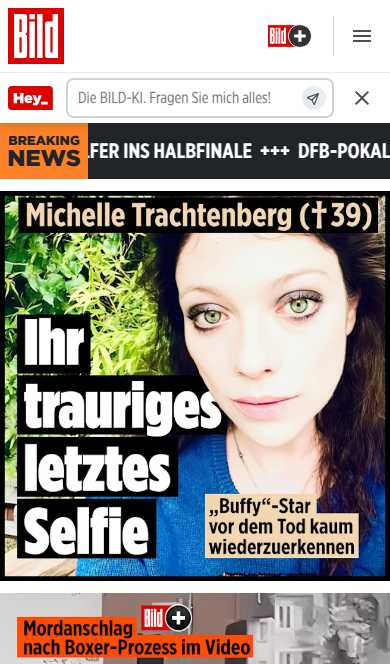 Bild
Bild +
Hey_
Die BILD-KI. Fragen Sie mich alles!
BREAKING
NEWS
LFER INS HALBFINALE +++ DFB-POKAL
Michelle Trachtenberg (✝39)
Ihr
trauriges
letztes
Selfie
„Buffy“-Star
vor dem Tod kaum
wiederzuerkennen
Bild +
Mordanschlag
nach Boxer-Prozess im Video